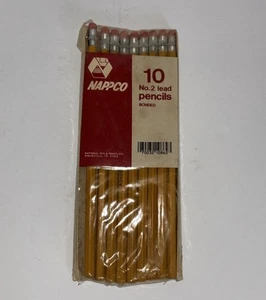 NAPPCO
10
No.2 lead
pencils
BONDED